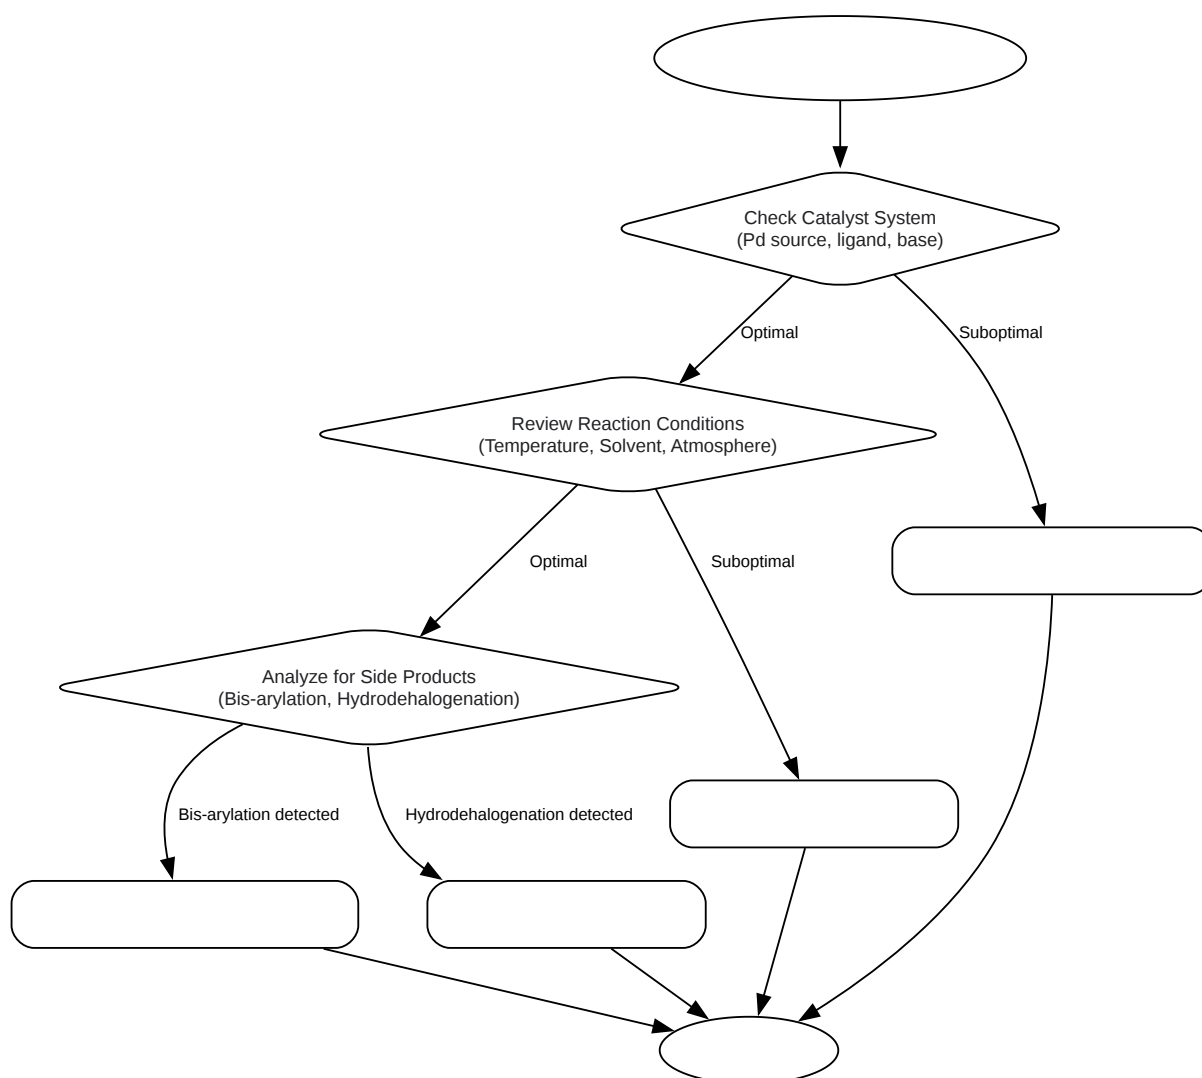 Check Catalyst System
(Pd source, ligand, base)
Optimal
Suboptimal
Review Reaction Conditions
(Temperature, Solvent, Atmosphere)
Optimal
Suboptimal
Analyze for Side Products
(Bis-arylation, Hydrodehalogenation)
Bis-arylation detected
Hydrodehalogenation detected